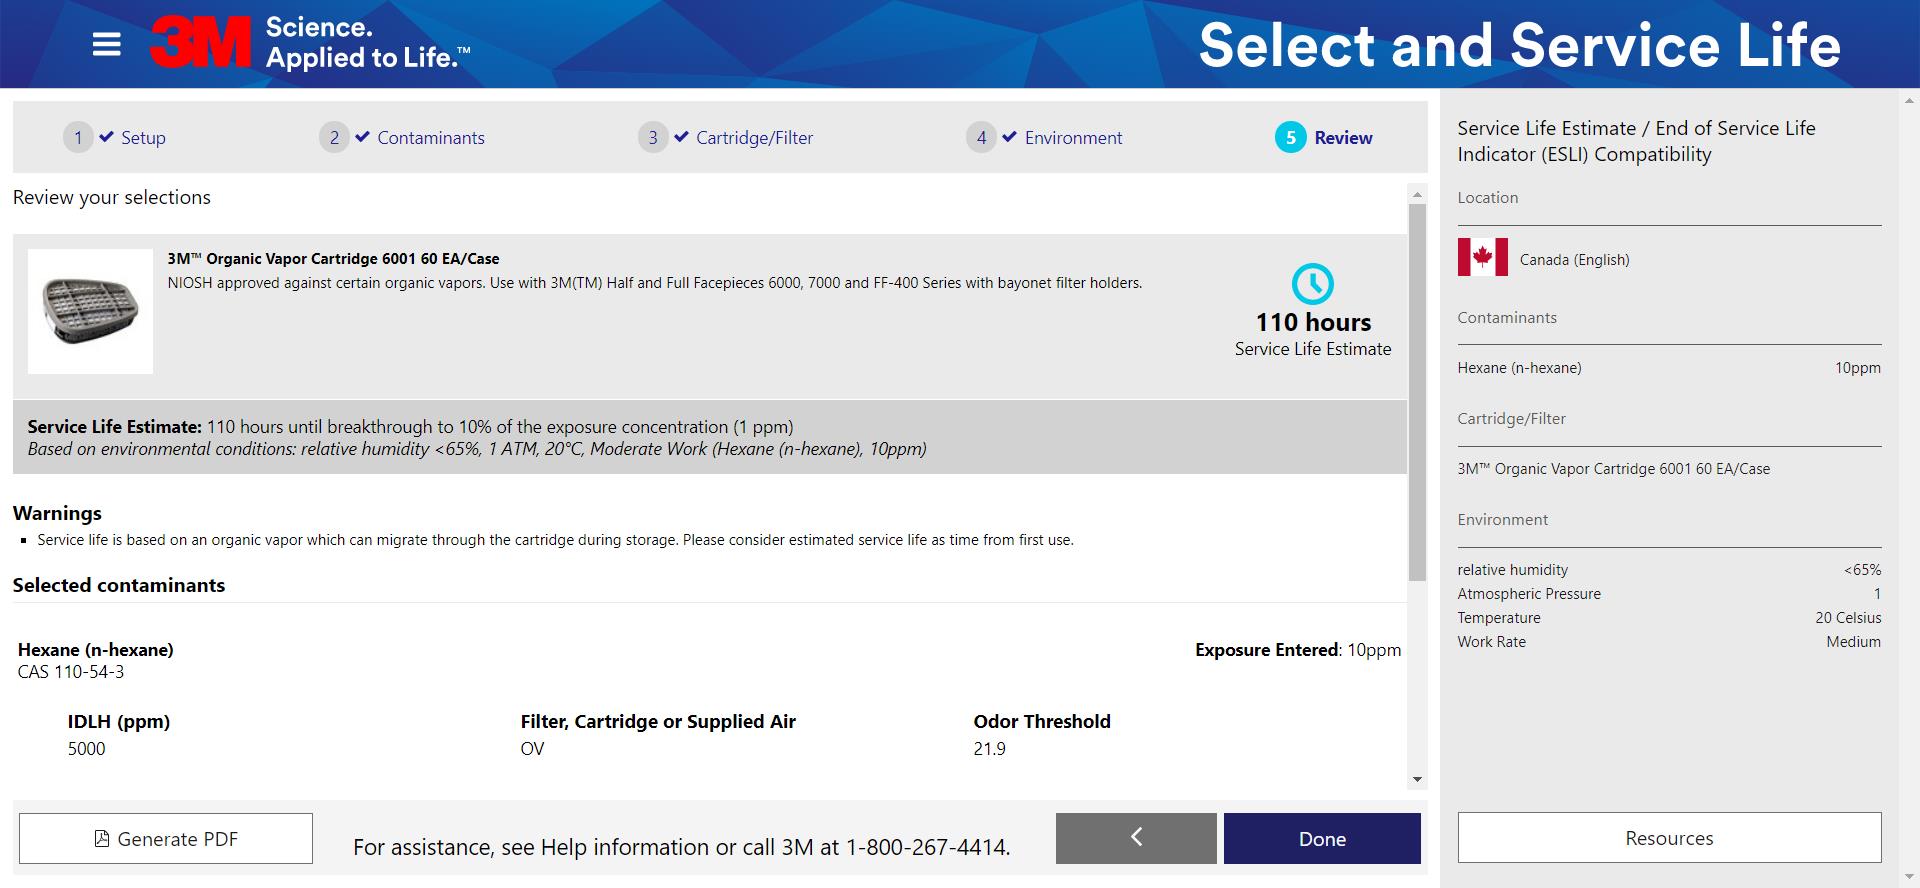 3M Science.
Applied to Life.™
Select and Service Life
1 Setup
2 Contaminants
3 Cartridge/Filter
4 Environment
5 Review
Review your selections
3M™ Organic Vapor Cartridge 6001 60 EA/Case
NIOSH approved against certain organic vapors. Use with 3M(TM) Half and Full Facepieces 6000, 7000 and FF-400 Series with bayonet filter holders.
110 hours
Service Life Estimate
Service Life Estimate: 110 hours until breakthrough to 10% of the exposure concentration (1 ppm)
Based on environmental conditions: relative humidity <65%, 1 ATM, 20°C, Moderate Work (Hexane (n-hexane), 10ppm)
Warnings
▪ Service life is based on an organic vapor which can migrate through the cartridge during storage. Please consider estimated service life as time from first use.
Selected contaminants
Hexane (n-hexane)
Exposure Entered: 10ppm
CAS 110-54-3
IDLH (ppm)
Filter, Cartridge or Supplied Air
Odor Threshold
5000
OV
21.9
Generate PDF
For assistance, see Help information or call 3M at 1-800-267-4414.
Done
Service Life Estimate / End of Service Life
Indicator (ESLI) Compatibility
Location
Canada (English)
Contaminants
Hexane (n-hexane) 10ppm
Cartridge/Filter
3M™ Organic Vapor Cartridge 6001 60 EA/Case
Environment
relative humidity <65%
Atmospheric Pressure 1
Temperature 20 Celsius
Work Rate Medium
Resources